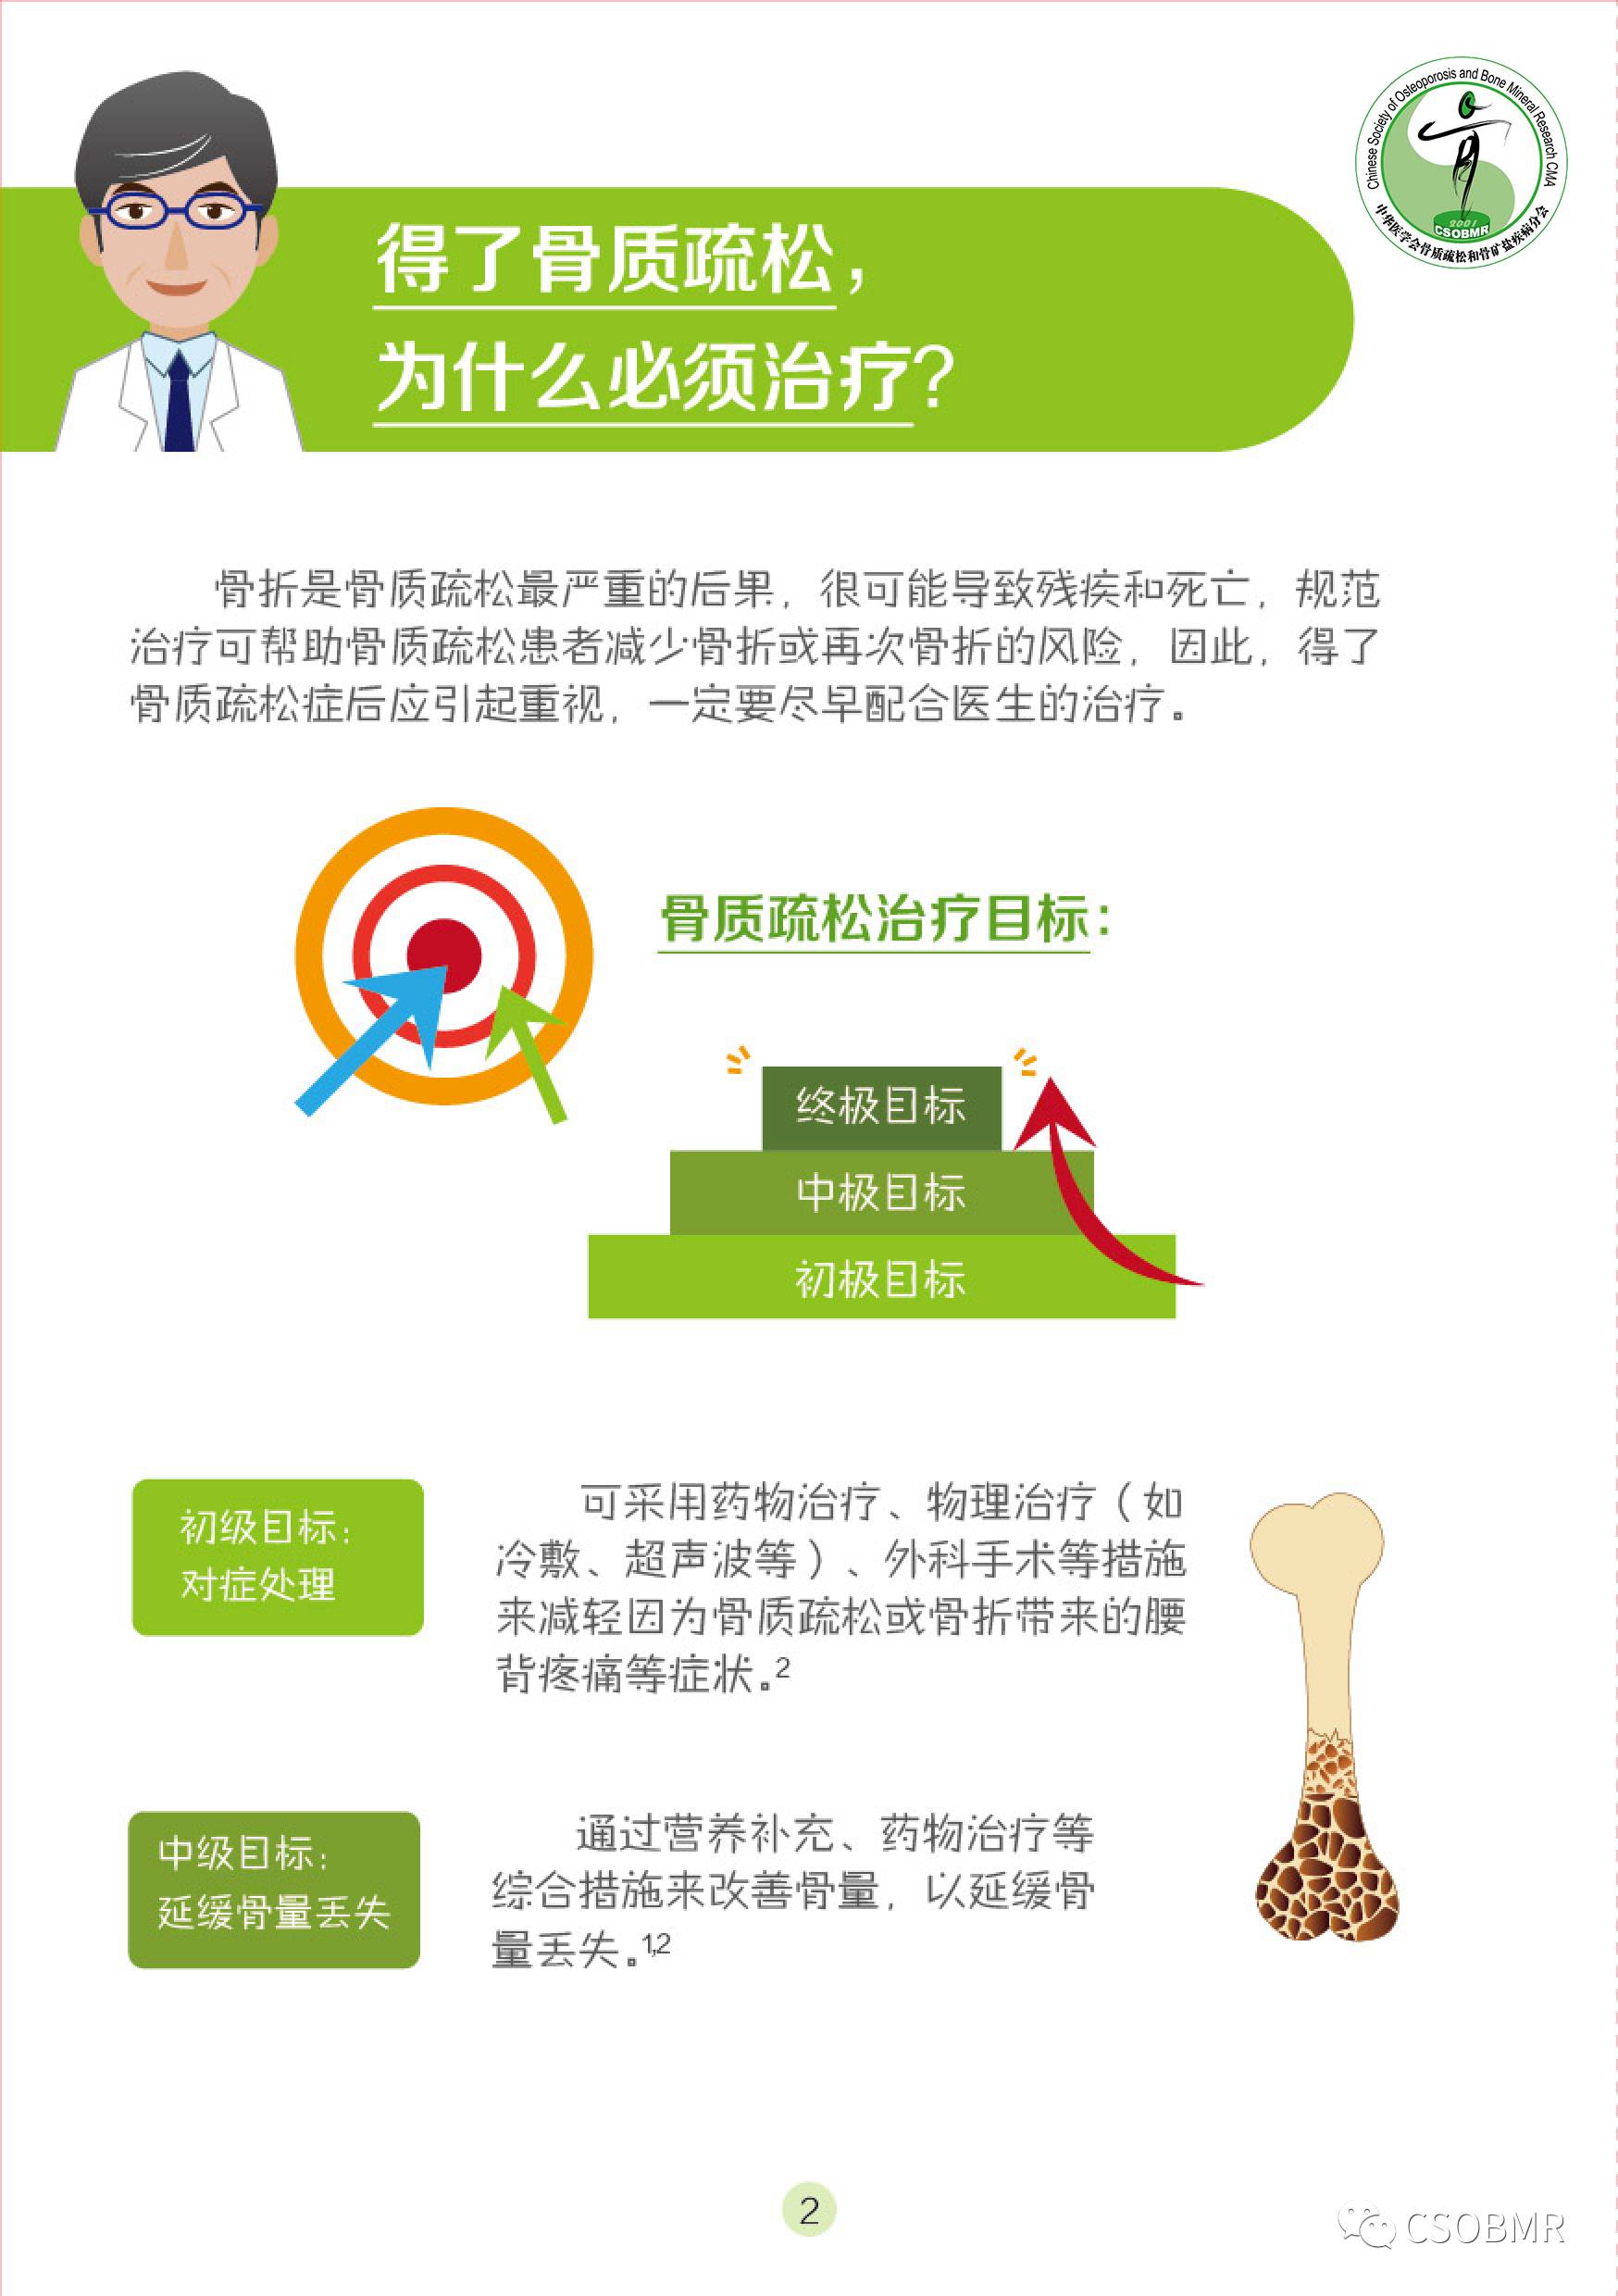 Chinese Society of Osteoporosis and Bone Mineral Research CMA
2001
CSOBMR
中华医学会骨质疏松和骨矿盐疾病分会
得了骨质疏松，
为什么必须治疗？
骨折是骨质疏松最严重的后果，很可能导致残疾和死亡，规范
治疗可帮助骨质疏松患者减少骨折或再次骨折的风险，因此，得了
骨质疏松症后应引起重视，一定要尽早配合医生的治疗。
骨质疏松治疗目标：
终极目标
中极目标
初极目标
初级目标：
对症处理
可采用药物治疗、物理治疗（如
冷敷、超声波等）、外科手术等措施
来减轻因为骨质疏松或骨折带来的腰
背疼痛等症状。2
中级目标：
延缓骨量丢失
通过营养补充、药物治疗等
综合措施来改善骨量，以延缓骨
量丢失。1,2
2
CSOBMR